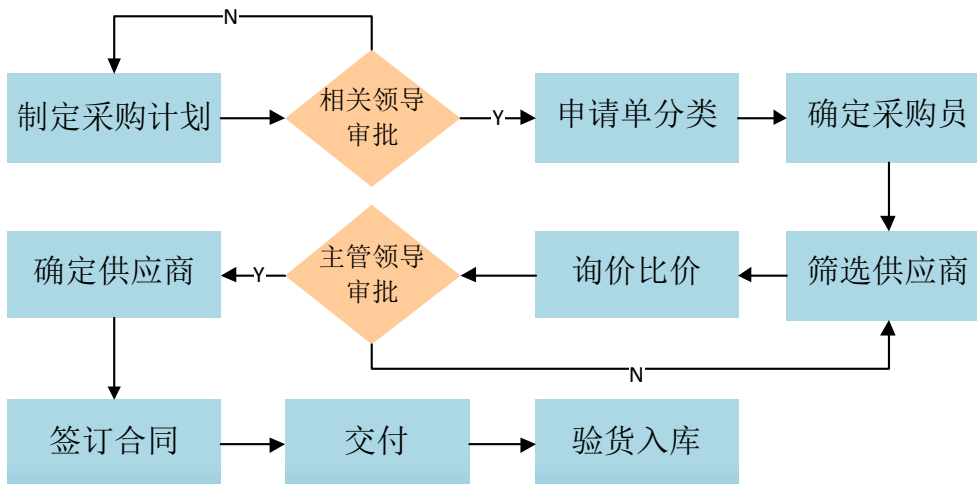 N
制定采购计划
相关领导
审批
Y
申请单分类
确定采购员
确定供应商
Y
主管领导
审批
询价比价
筛选供应商
N
签订合同
交付
验货入库